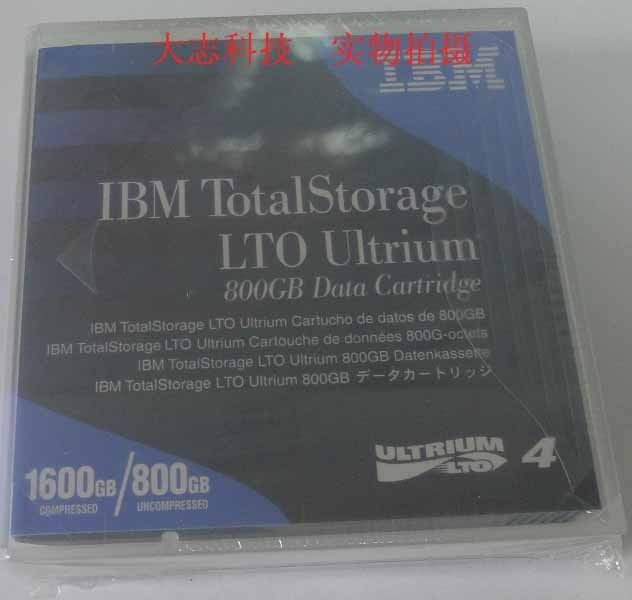 大志科技 实物拍摄
IBM
IBM TotalStorage
LTO Ultrium
800GB Data Cartridge
IBM TotalStorage LTO Ultrium Cartucho de datos de 800GB
IBM TotalStorage LTO Ultrium Cartouche de données 800G-octets
IBM TotalStorage LTO Ultrium 800GB Datenkassette
IBM TotalStorage LTO Ultrium 800GB データカートリッジ
ULTRIUM 4
LTO
1600GB/800GB
COMPRESSED UNCOMPRESSED